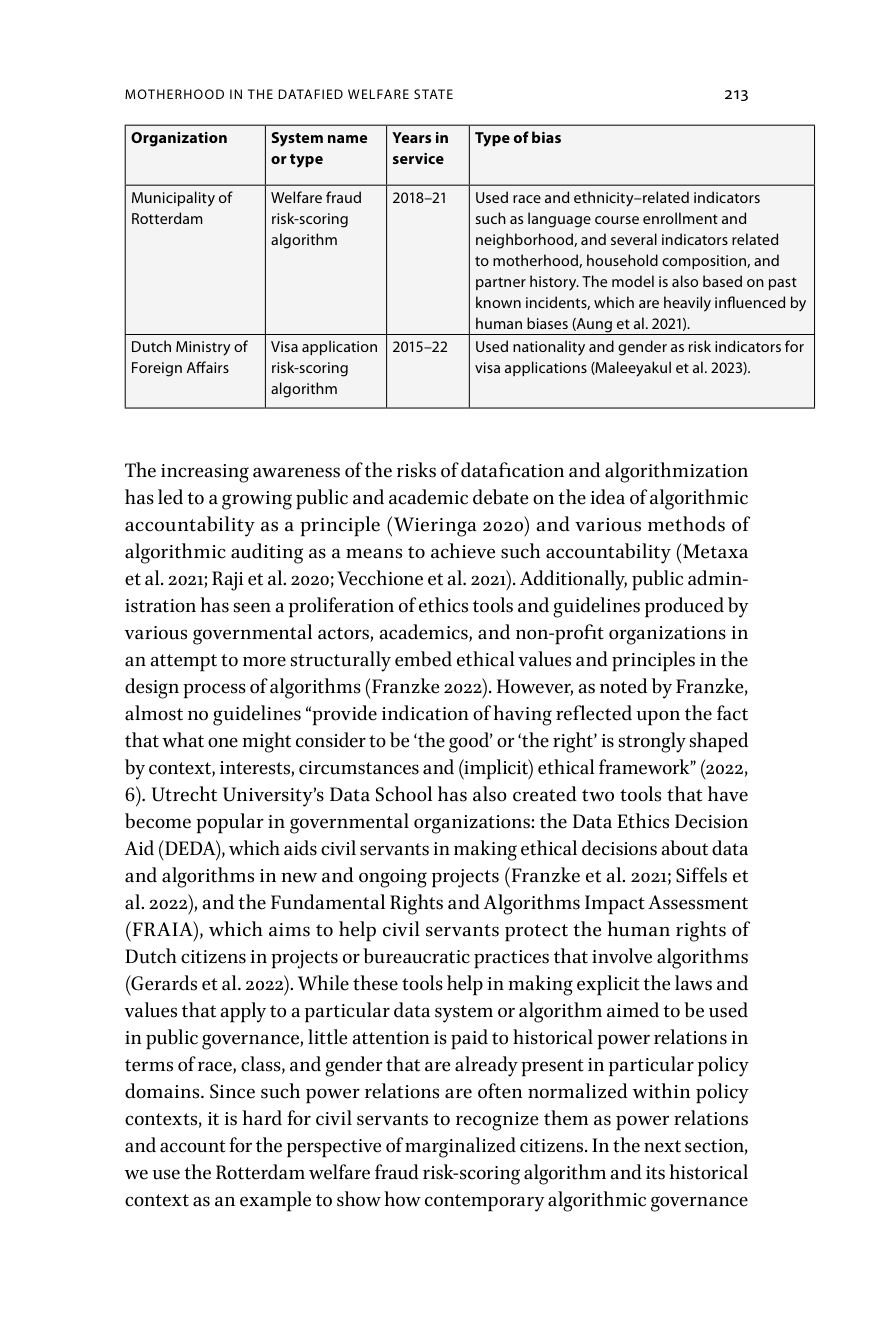 MOTHERHOOD IN THE DATAFIED WELFARE STATE 213
Organization System name or type Years in service Type of bias
Municipality of Rotterdam Welfare fraud risk-scoring algorithm 2018–21 Used race and ethnicity–related indicators
such as language course enrollment and
neighborhood, and several indicators related
to motherhood, household composition, and
partner history. The model is also based on past
known incidents, which are heavily influenced by
human biases (Aung et al. 2021).
Dutch Ministry of Foreign Affairs Visa application risk-scoring algorithm 2015–22 Used nationality and gender as risk indicators for
visa applications (Maleeyakul et al. 2023).
The increasing awareness of the risks of datafication and algorithmization
has led to a growing public and academic debate on the idea of algorithmic
accountability as a principle (Wieringa 2020) and various methods of
algorithmic auditing as a means to achieve such accountability (Metaxa
et al. 2021; Raji et al. 2020; Vecchione et al. 2021). Additionally, public admin-
istration has seen a proliferation of ethics tools and guidelines produced by
various governmental actors, academics, and non-profit organizations in
an attempt to more structurally embed ethical values and principles in the
design process of algorithms (Franzke 2022). However, as noted by Franzke,
almost no guidelines “provide indication of having reflected upon the fact
that what one might consider to be ‘the good’ or ‘the right’ is strongly shaped
by context, interests, circumstances and (implicit) ethical framework” (2022,
6). Utrecht University’s Data School has also created two tools that have
become popular in governmental organizations: the Data Ethics Decision
Aid (DEDA), which aids civil servants in making ethical decisions about data
and algorithms in new and ongoing projects (Franzke et al. 2021; Siffels et
al. 2022), and the Fundamental Rights and Algorithms Impact Assessment
(FRAIA), which aims to help civil servants protect the human rights of
Dutch citizens in projects or bureaucratic practices that involve algorithms
(Gerards et al. 2022). While these tools help in making explicit the laws and
values that apply to a particular data system or algorithm aimed to be used
in public governance, little attention is paid to historical power relations in
terms of race, class, and gender that are already present in particular policy
domains. Since such power relations are often normalized within policy
contexts, it is hard for civil servants to recognize them as power relations
and account for the perspective of marginalized citizens. In the next section,
we use the Rotterdam welfare fraud risk-scoring algorithm and its historical
context as an example to show how contemporary algorithmic governance